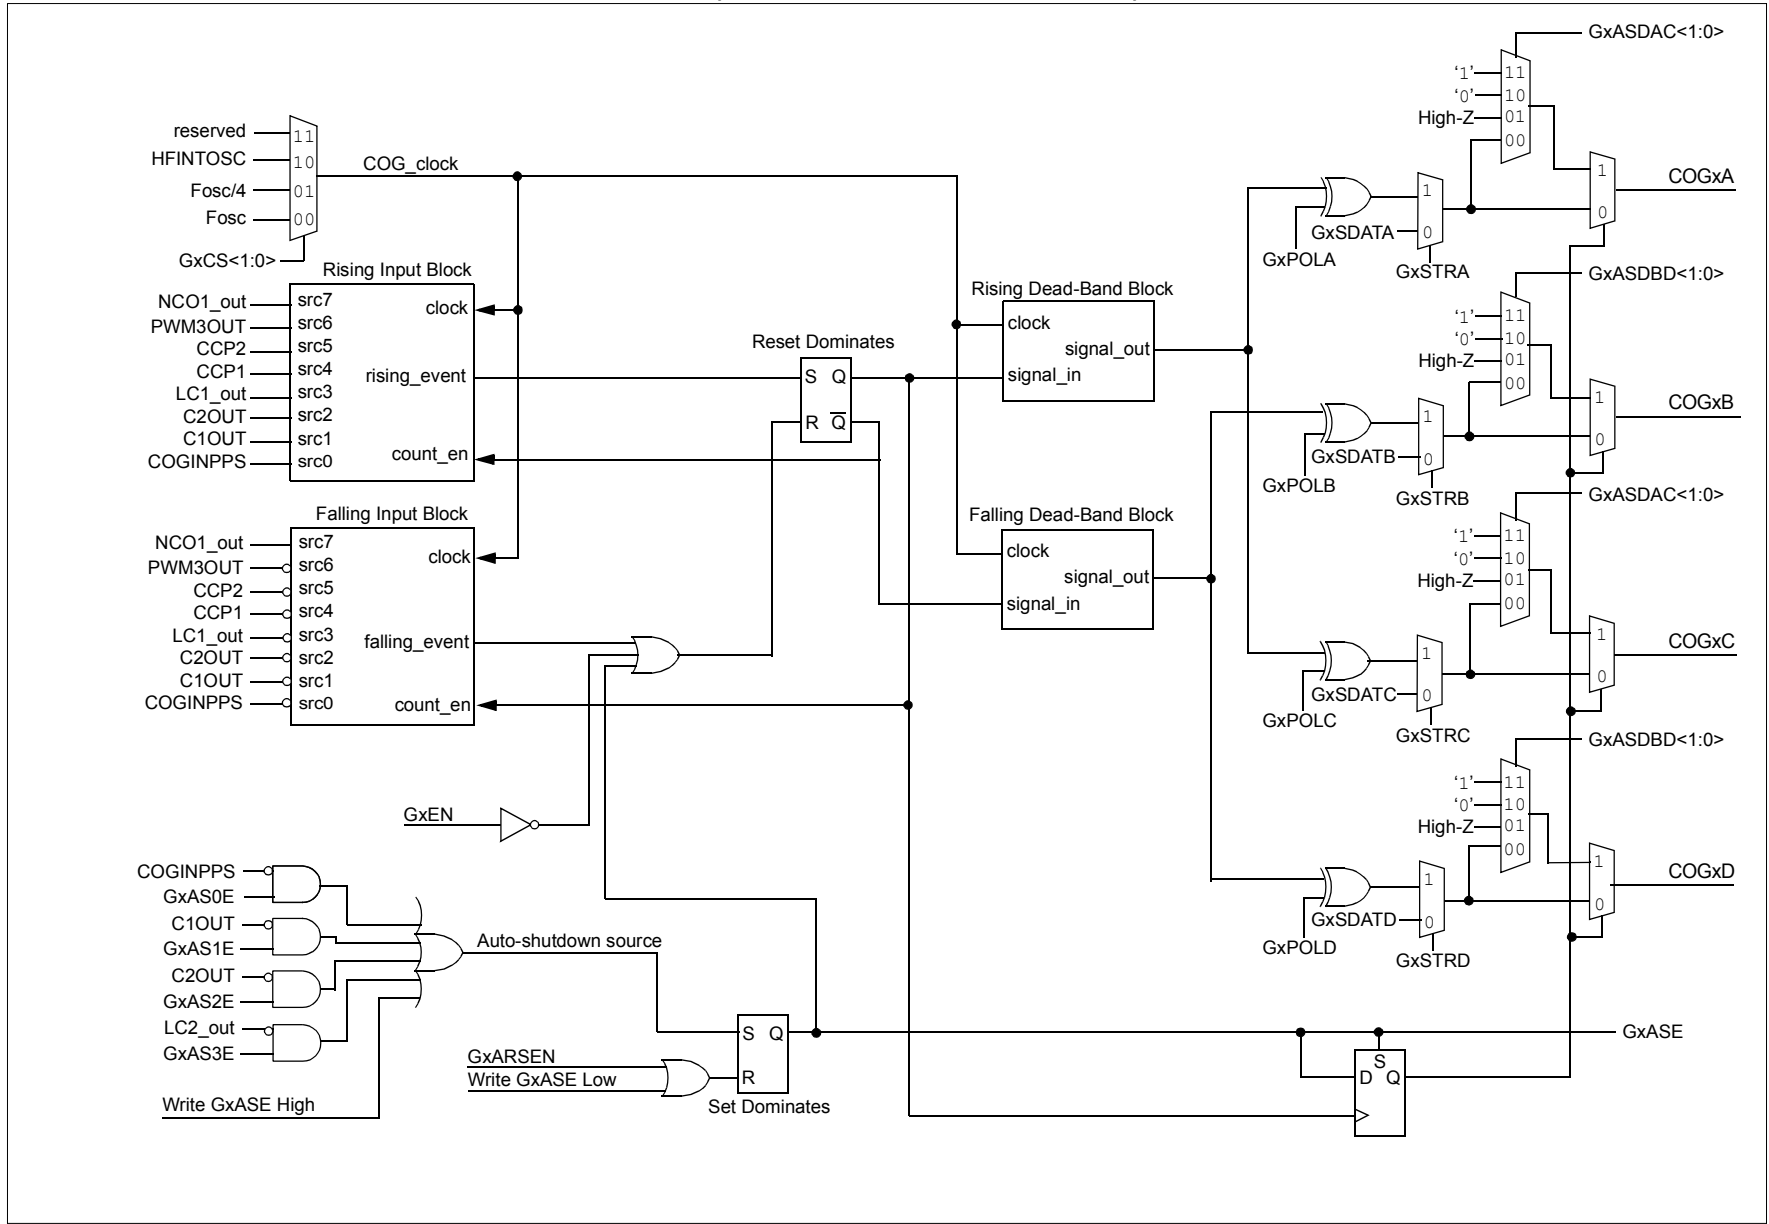 reserved
HFINTOSC
Fosc/4
Fosc
11
10
01
00
GxCS<1:0>
COG_clock
Rising Input Block
NCO1_out
PWM3OUT
CCP2
CCP1
LC1_out
C2OUT
C1OUT
COGINPPS
src7
src6
src5
src4
src3
src2
src1
src0
clock
rising_event
count_en
Falling Input Block
NCO1_out
PWM3OUT
CCP2
CCP1
LC1_out
C2OUT
C1OUT
COGINPPS
src7
src6
src5
src4
src3
src2
src1
src0
clock
falling_event
count_en
Reset Dominates
S Q
R Q
Rising Dead-Band Block
clock
signal_out
signal_in
Falling Dead-Band Block
clock
signal_out
signal_in
GxEN
COGINPPS
GxAS0E
C1OUT
GxAS1E
C2OUT
GxAS2E
LC2_out
GxAS3E
Write GxASE High
Auto-shutdown source
GxARSEN
Write GxASE Low
S Q
R
Set Dominates
GxASDAC<1:0>
‘1’ 11
‘0’ 10
High-Z 01
00
1
0
COGxA
1
GxSDATA 0
GxPOLA
GxSTRA
GxASDBD<1:0>
‘1’ 11
‘0’ 10
High-Z 01
00
1
0
COGxB
1
GxSDATB 0
GxPOLB
GxSTRB
GxASDAC<1:0>
‘1’ 11
‘0’ 10
High-Z 01
00
1
0
COGxC
1
GxSDATC 0
GxPOLC
GxSTRC
GxASDBD<1:0>
‘1’ 11
‘0’ 10
High-Z 01
00
1
0
COGxD
1
GxSDATD 0
GxPOLD
GxSTRD
GxASE
S
D Q